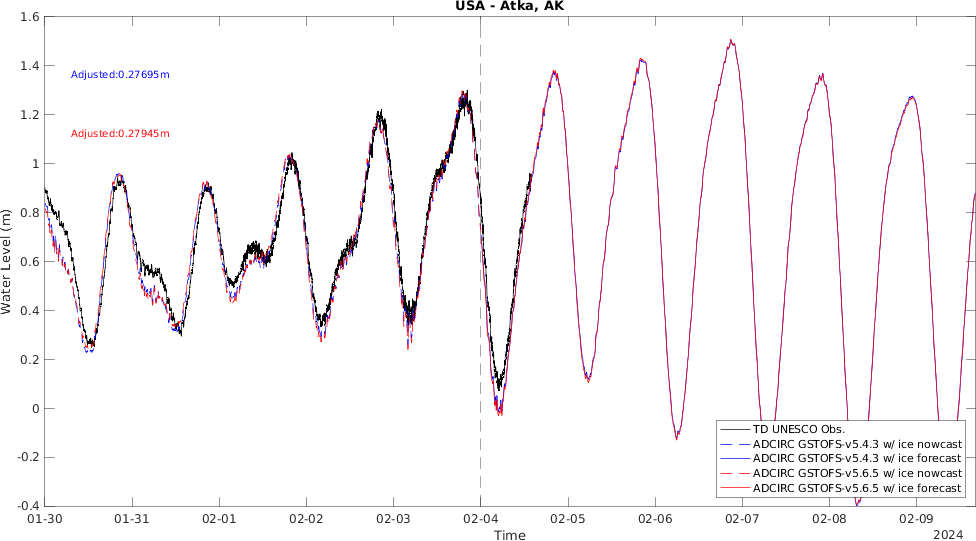 USA - Atka, AK
1.6
1.4
1.2
1
0.8
0.6
0.4
0.2
0
-0.2
-0.4
Water Level (m)
Adjusted:0.27695m
Adjusted:0.27945m
TD UNESCO Obs.
ADCIRC GSTOFS-v5.4.3 w/ ice nowcast
ADCIRC GSTOFS-v5.4.3 w/ ice forecast
ADCIRC GSTOFS-v5.6.5 w/ ice nowcast
ADCIRC GSTOFS-v5.6.5 w/ ice forecast
01-30 01-31 02-01 02-02 02-03 02-04 02-05 02-06 02-07 02-08 02-09
Time
2024